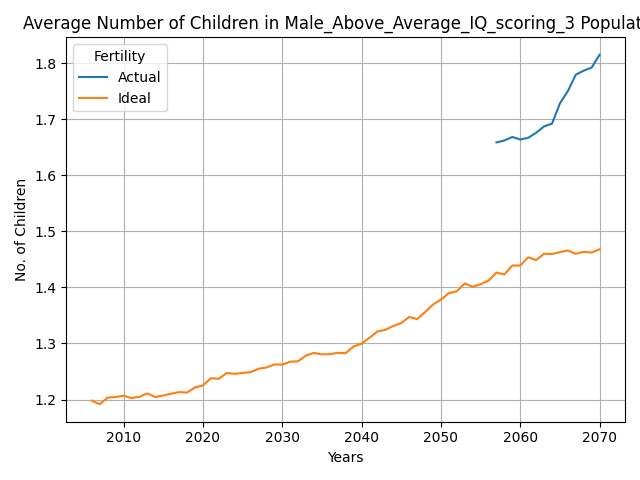 Average Number of Children in Male_Above_Average_IQ_scoring_3 Populat
Fertility
Actual
Ideal
1.8
1.7
1.6
1.5
1.4
1.3
1.2
No. of Children
2010 2020 2030 2040 2050 2060 2070
Years